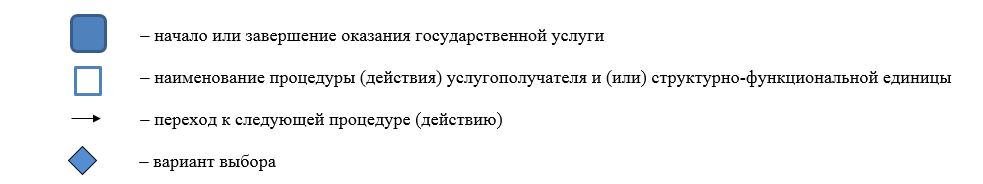 – начало или завершение оказания государственной услуги
– наименование процедуры (действия) услугополучателя и (или) структурно-функциональной единицы
– переход к следующей процедуре (действию)
– вариант выбора